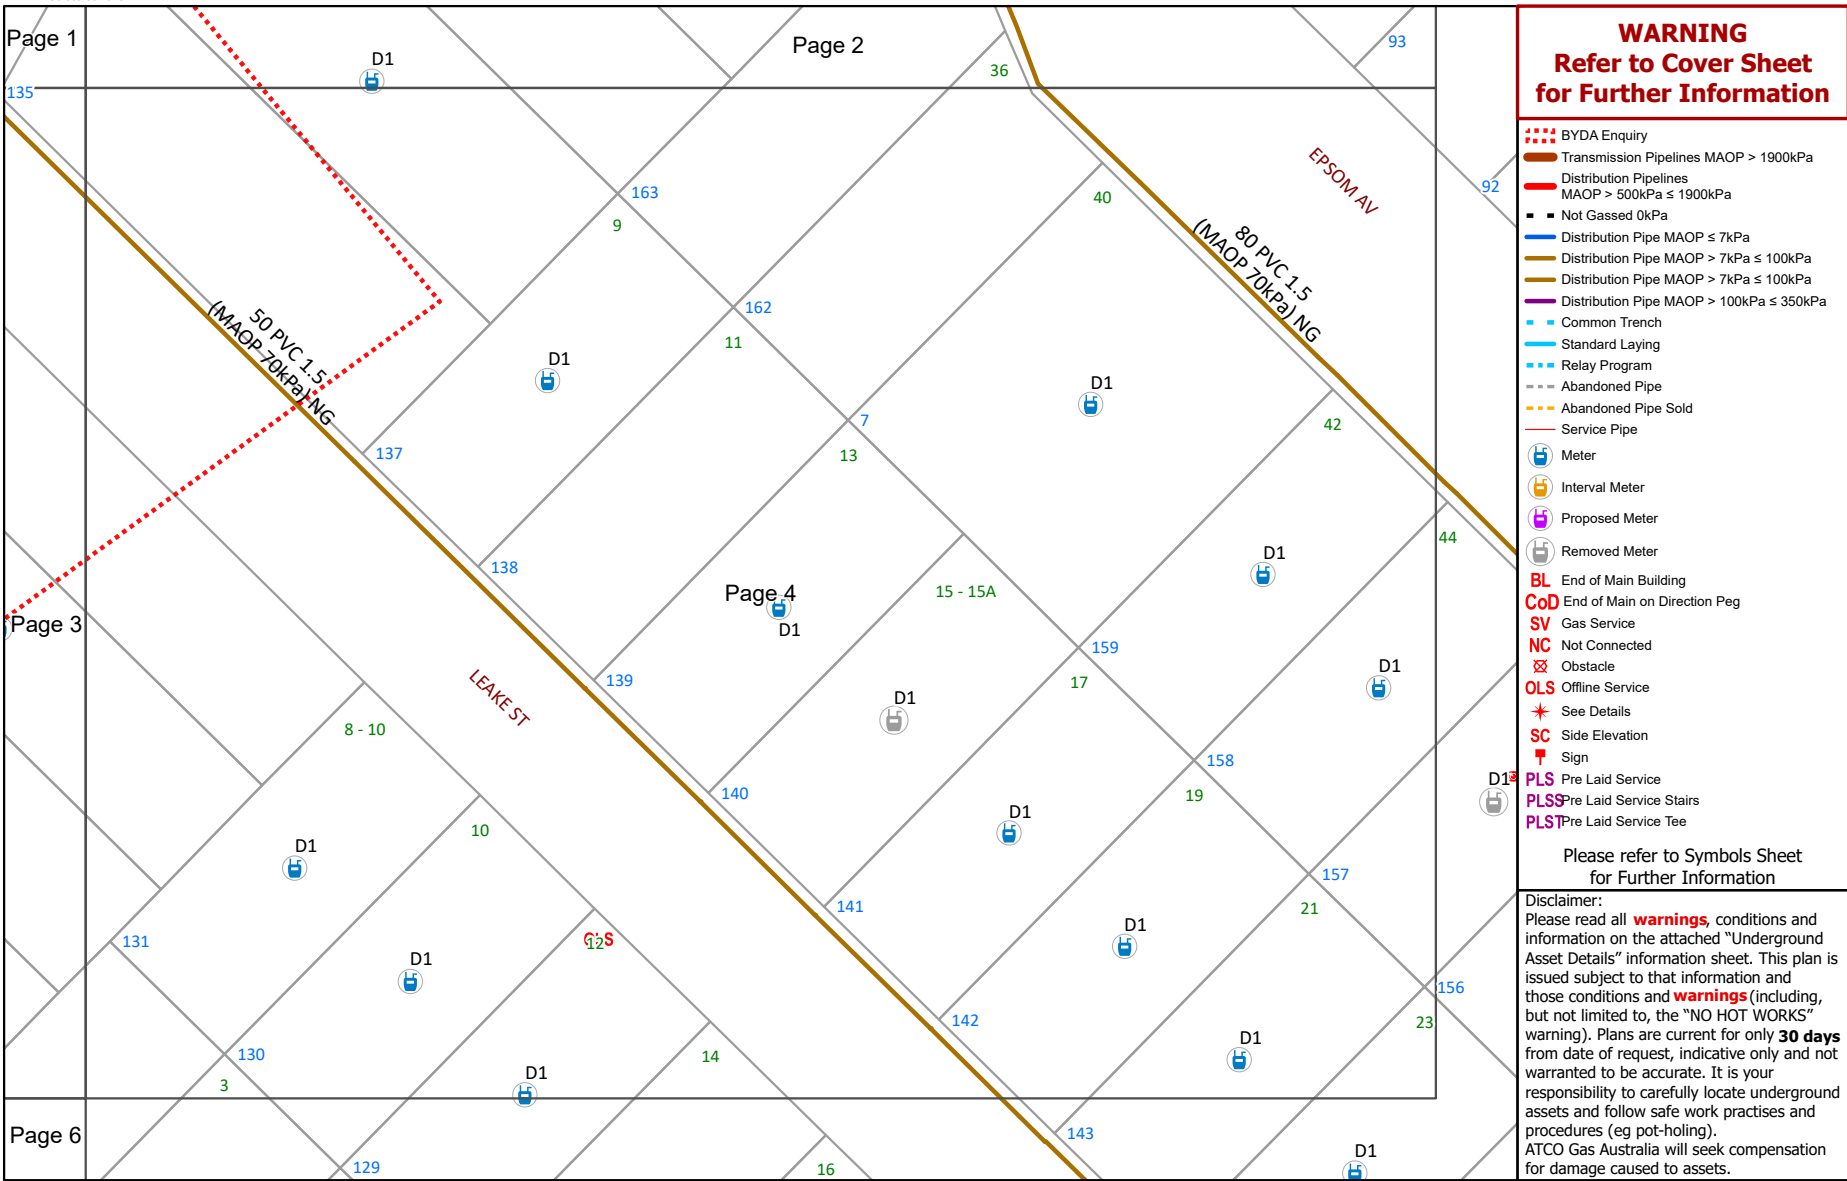 Page 1
D1
Page 2
93
36
135
EPSOM AV
92
163
9
40
80 PVC 1.5
(MAOP 70kPa) NG
162
11
50 PVC 1.5
(MAOP 70kPa) NG
D1
D1
7
42
137
13
44
138
D1
Page 4
15 - 15A
D1
Page 3
159
D1
139
17
LEAKE ST
D1
8 - 10
158
D1
140
19
D1
10
D1
157
141
21
131
D1
OLS
12
D1
156
142
23
130
14
D1
3
D1
Page 6
143
D1
129
16
WARNING
Refer to Cover Sheet
for Further Information
BYDA Enquiry
Transmission Pipelines MAOP > 1900kPa
Distribution Pipelines
MAOP > 500kPa ≤ 1900kPa
Not Gassed 0kPa
Distribution Pipe MAOP ≤ 7kPa
Distribution Pipe MAOP > 7kPa ≤ 100kPa
Distribution Pipe MAOP > 7kPa ≤ 100kPa
Distribution Pipe MAOP > 100kPa ≤ 350kPa
Common Trench
Standard Laying
Relay Program
Abandoned Pipe
Abandoned Pipe Sold
Service Pipe
Meter
Interval Meter
Proposed Meter
Removed Meter
BL End of Main Building
CoD End of Main on Direction Peg
SV Gas Service
NC Not Connected
Obstacle
OLS Offline Service
See Details
SC Side Elevation
Sign
PLS Pre Laid Service
PLSS Pre Laid Service Stairs
PLST Pre Laid Service Tee
Please refer to Symbols Sheet
for Further Information
Disclaimer:
Please read all warnings, conditions and
information on the attached “Underground
Asset Details” information sheet. This plan is
issued subject to that information and
those conditions and warnings (including,
but not limited to, the “NO HOT WORKS”
warning). Plans are current for only 30 days
from date of request, indicative only and not
warranted to be accurate. It is your
responsibility to carefully locate underground
assets and follow safe work practises and
procedures (eg pot-holing).
ATCO Gas Australia will seek compensation
for damage caused to assets.